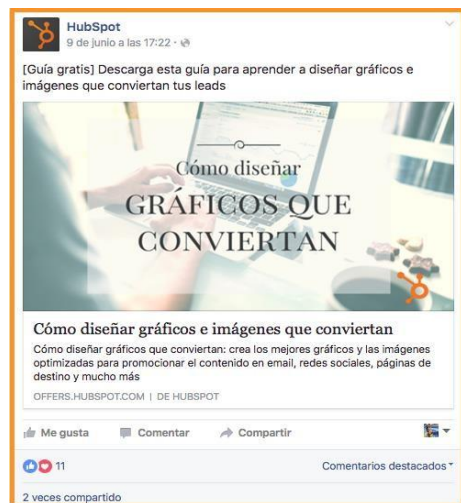 HubSpot
9 de junio a las 17:22 ·
[Guía gratis] Descarga esta guía para aprender a diseñar gráficos e
imágenes que conviertan tus leads
Cómo diseñar
GRÁFICOS QUE
CONVIERTAN
Cómo diseñar gráficos e imágenes que conviertan
Cómo diseñar gráficos que conviertan: crea los mejores gráficos y las imágenes
optimizadas para promocionar el contenido en email, redes sociales, páginas de
destino y mucho más
OFFERS.HUBSPOT.COM | DE HUBSPOT
Me gusta Comentar Compartir
11 Comentarios destacados
2 veces compartido